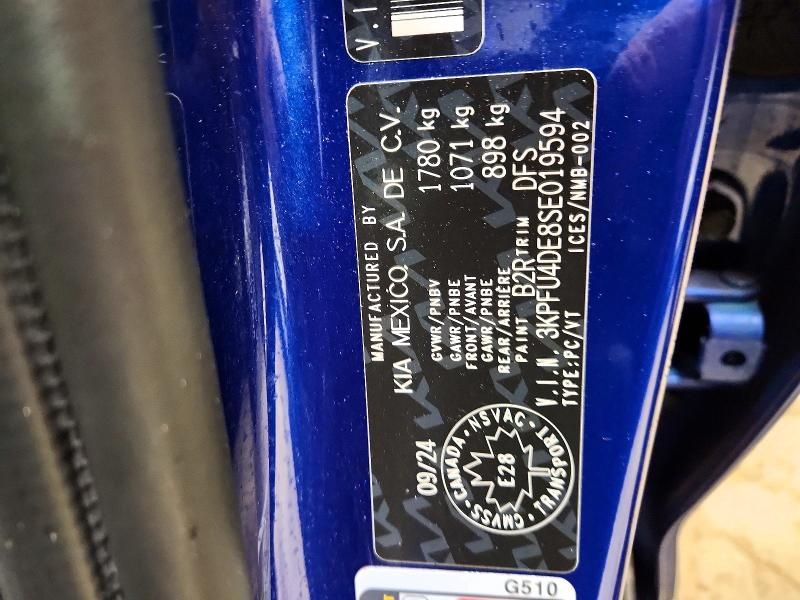 V.I
MANUFACTURED BY
KIA MEXICO, S.A. DE C.V.
09/24
GVWR/PNBV 1780 kg
GAWR/PNBE
FRONT/AVANT 1071 kg
GAWR/PNBE
REAR/ARRIÈRE 898 kg
PAINT B2R TRIM DFS
V.I.N. 3KPFU4DE8SE019594
TYPE:PC/VT ICES/NMB-002
CANADA · NSVAC · TRANSPORT · CMVSS
E28
G510